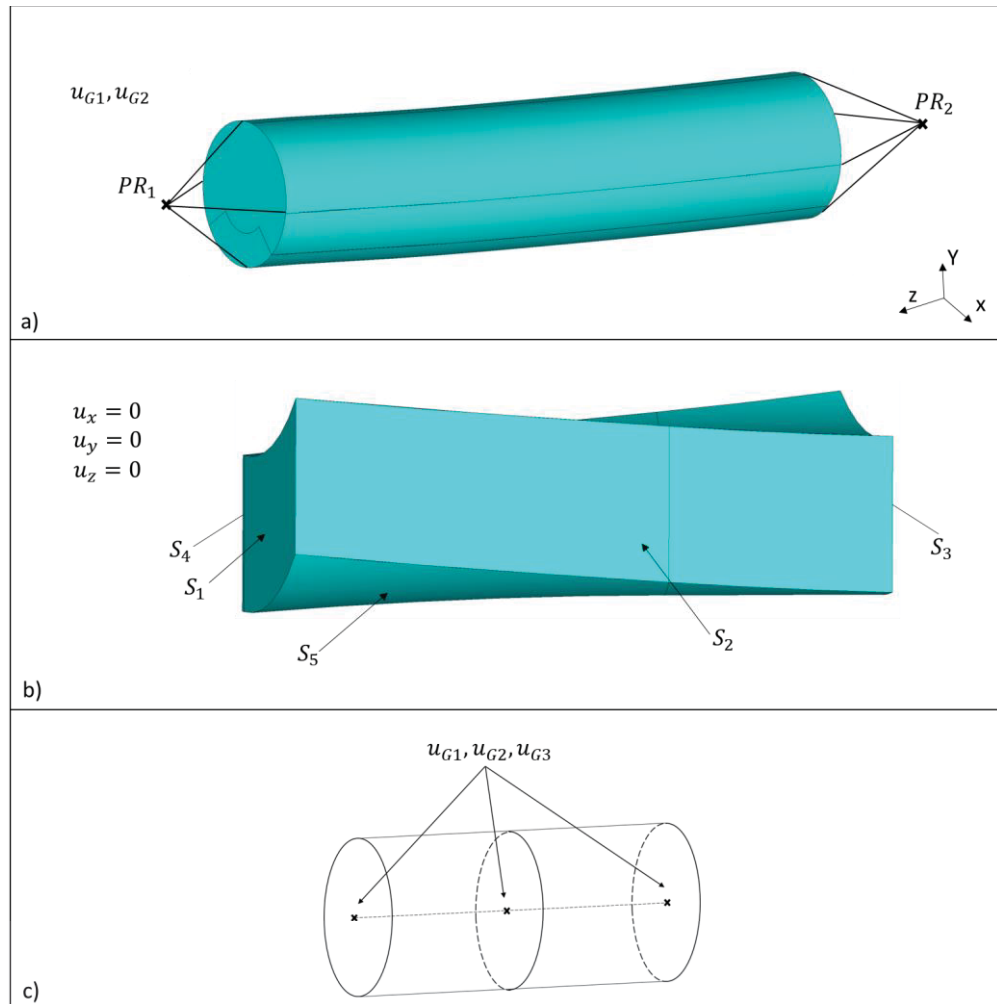 u_{G1}, u_{G2}
PR_1
PR_2
Y
z
x
a)
u_x = 0
u_y = 0
u_z = 0
S_4
S_1
S_5
S_2
S_3
b)
u_{G1}, u_{G2}, u_{G3}
c)